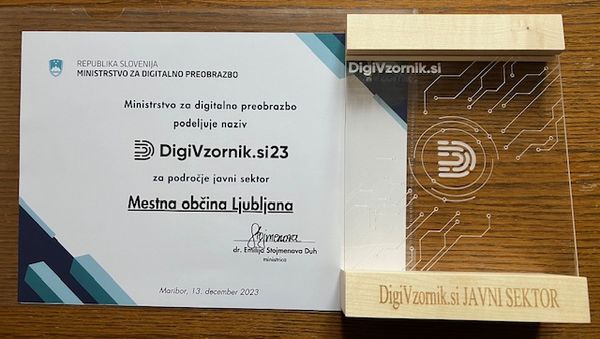 REPUBLIKA SLOVENIJA
MINISTRSTVO ZA DIGITALNO PREOBRAZBO
Ministrstvo za digitalno preobrazbo
podeljuje naziv
DigiVzornik.si23
za področje javni sektor
Mestna občina Ljubljana
Stojmenova
dr. Emilija Stojmenova Duh
ministrica
Maribor, 13. december 2023
DigiVzornik.si
DigiVzornik.si JAVNI SEKTOR